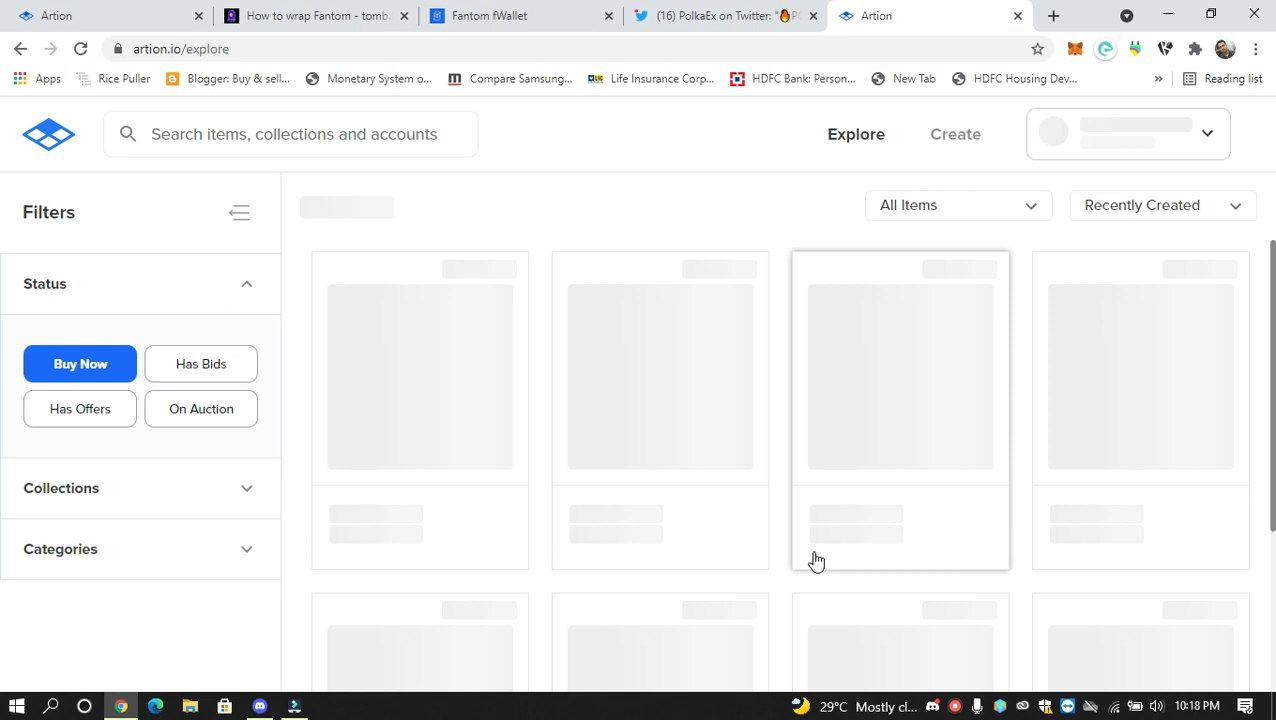 Artion
How to wrap Fantom - tomb.
Fantom fWallet
(16) PolkaEx on Twitter: "🔥PO
Artion
artion.io/explore
Apps
Rice Puller
Blogger: Buy & sell...
Monetary System o...
Compare Samsung...
Life Insurance Corp...
HDFC Bank: Person...
New Tab
HDFC Housing Dev...
»
Reading list
Search items, collections and accounts
Explore
Create
Filters
All Items
Recently Created
Status
Buy Now
Has Bids
Has Offers
On Auction
Collections
Categories
29°C Mostly cl...
10:18 PM